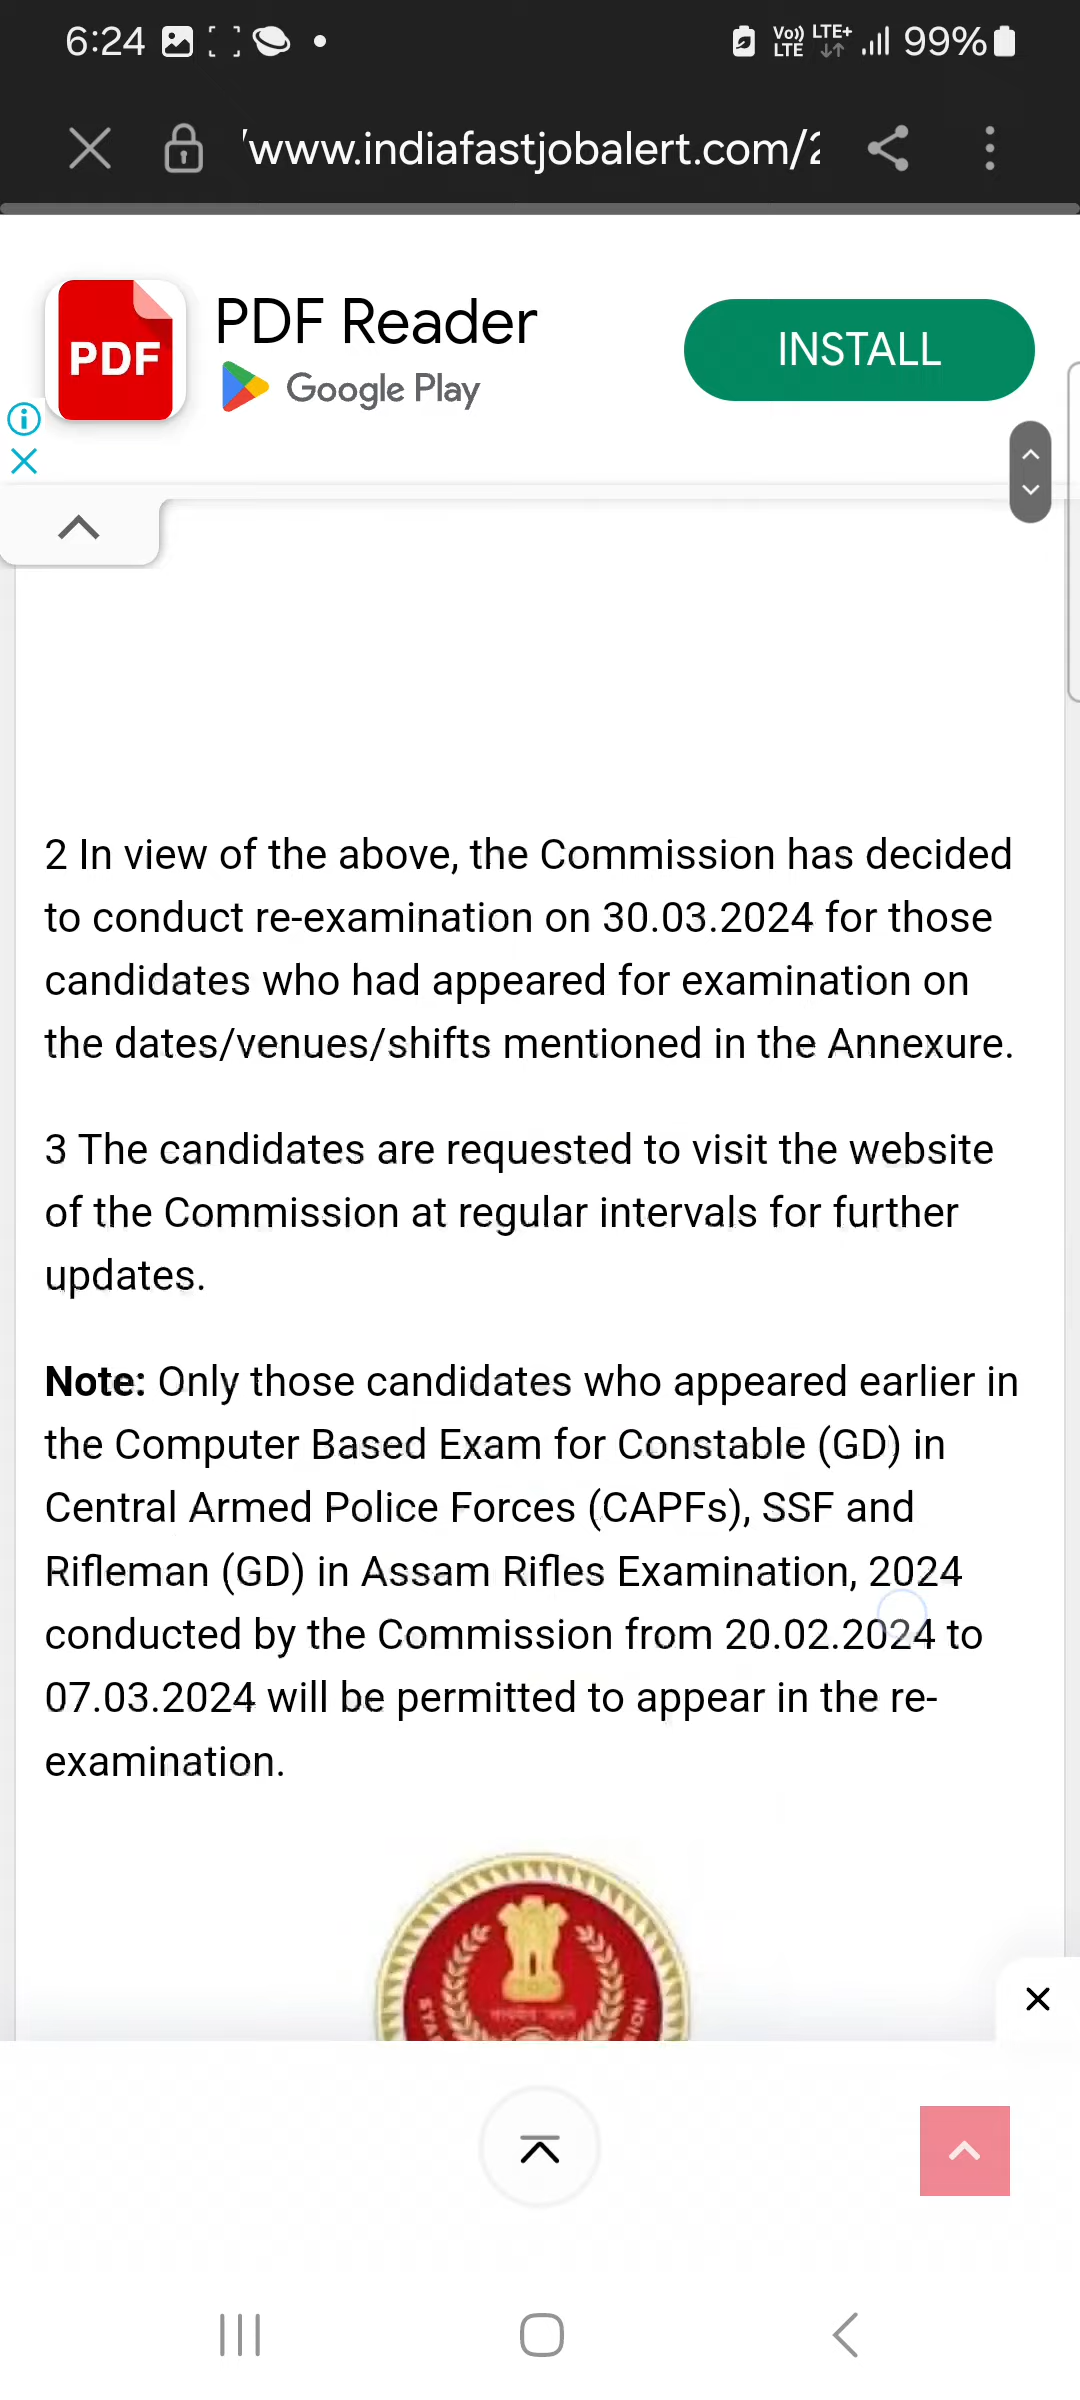 6:24
Vo)) LTE LTE+ 99%
/www.indiafastjobalert.com/2
PDF
PDF Reader
Google Play
INSTALL
2 In view of the above, the Commission has decided
to conduct re-examination on 30.03.2024 for those
candidates who had appeared for examination on
the dates/venues/shifts mentioned in the Annexure.
3 The candidates are requested to visit the website
of the Commission at regular intervals for further
updates.
Note: Only those candidates who appeared earlier in
the Computer Based Exam for Constable (GD) in
Central Armed Police Forces (CAPFs), SSF and
Rifleman (GD) in Assam Rifles Examination, 2024
conducted by the Commission from 20.02.2024 to
07.03.2024 will be permitted to appear in the re-
examination.